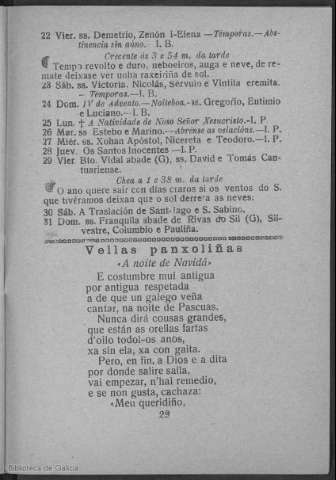 22 Vier. ss. Demetrio, Zenón i-Elena —Témporas.— Abs-
tinencia sin aúno.— I. B.
Crecente ás 3 e 54 m. da tarde
Tempo revolto e duro, neboeiros, auga e neve, de re-
mate deixase ver unha raxeiriña de sol.
23 Sáb. ss. Victoria, Nicolás, Servulo e Vintila eremita.
— Témporas.—I. B.
24 Dom. IV de Advento.—Noiteboa.-ss. Gregorio, Eutimio
e Luciano.—I. B.
25 Lun. † A Natividade de Noso Señor Xesucristo.-I. P.
26 Mar. ss Estebo e Marino.—Abrense as velacións.—I. P.
27 Miér. ss. Xohan Apóstol, Nicereta e Teodoro.—I. P.
28 Juev. Os Santos Inocentes —I. P.
29 Vier Bto. Vidal abade (G), ss. David e Tomás Can-
tuariense.
Chea a 1 e 38 m. da tarde
O ano quere saír con días craros si os ventos do S.
que tivéramos deixan que o sol derrera as neves.
30 Sáb. A Traslación de Sant-Iago e S. Sabino.
31 Dom. ss. Franquila abade de Rivas do Sil (G), Sil-
vestre, Columbio e Pauliña.
Vellas panxoliñas
«A noite de Navidá»
E costumbre mui antigua
por antigua respetada
a de que un galego veña
cantar, na noite de Pascuas.
Nunca dirá cousas grandes,
que están as orellas fartas
d'oilo todol-os anos,
xa sin ela, xa con gaita.
Pero, en fin, a Dios e a dita
por donde salire salla,
vai empezar, n'hai remedio,
e se non gusta, cachaza:
«Meu queridiño,
29
Biblioteca de Galicia